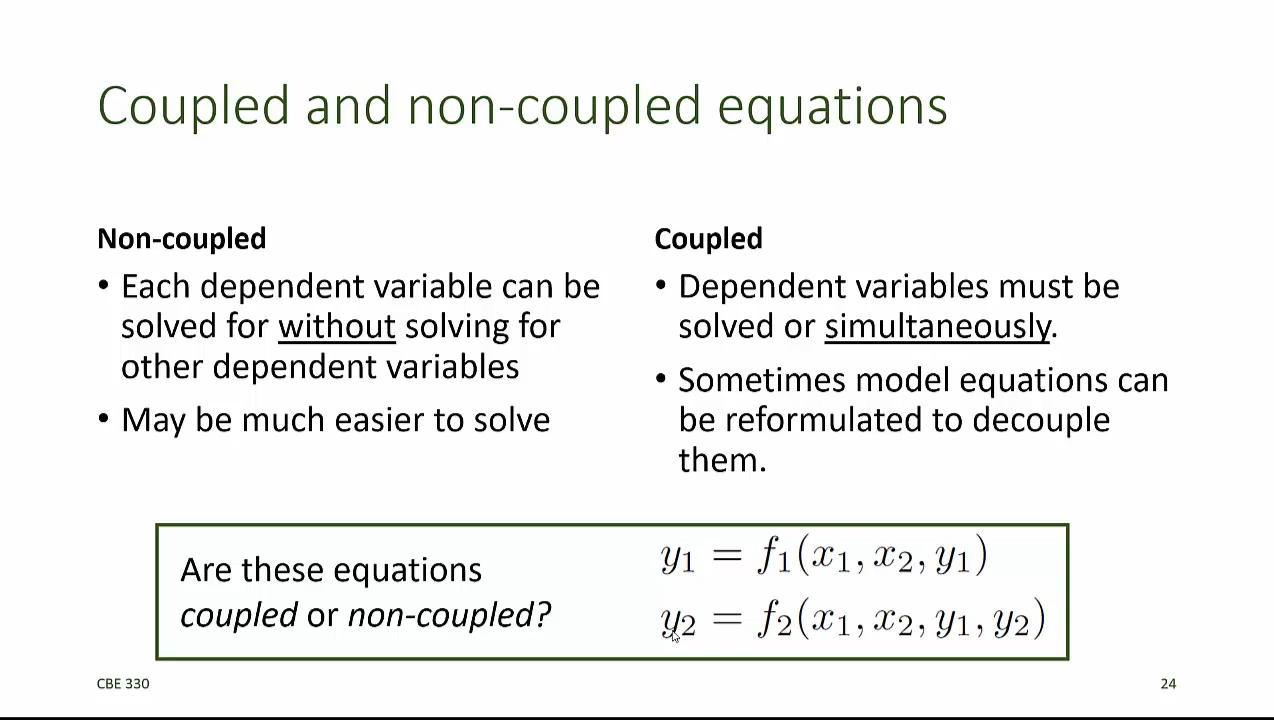 Coupled and non-coupled equations
Non-coupled
• Each dependent variable can be
solved for without solving for
other dependent variables
• May be much easier to solve
Coupled
• Dependent variables must be
solved or simultaneously.
• Sometimes model equations can
be reformulated to decouple
them.
Are these equations
coupled or non-coupled?
y₁ = f₁(x₁, x₂, y₁)
y₂ = f₂(x₁, x₂, y₁, y₂)
CBE 330
24